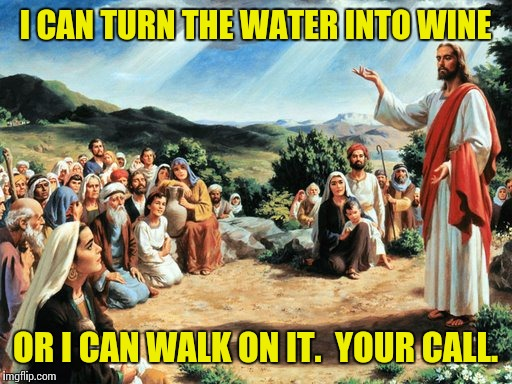 I CAN TURN THE WATER INTO WINE
OR I CAN WALK ON IT. YOUR CALL.
imgflip.com